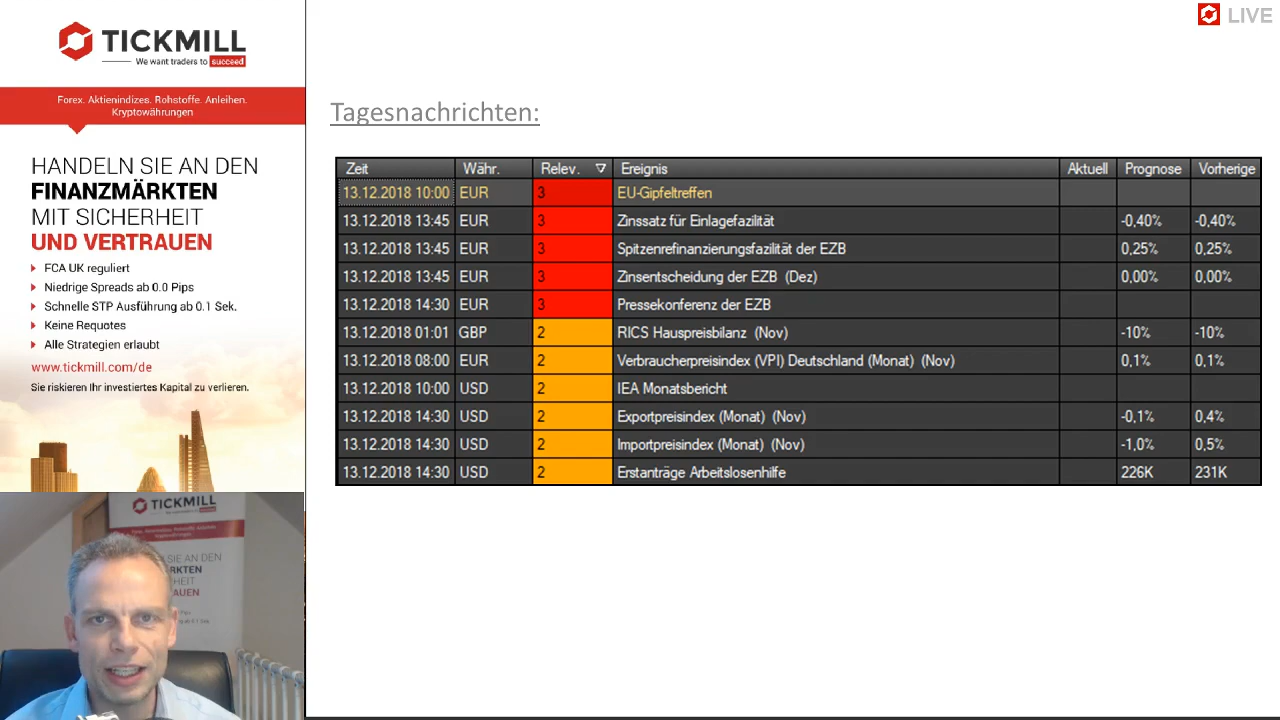 TICKMILL
We want traders to succeed
Forex. Aktienindizes. Rohstoffe. Anleihen.
Kryptowährungen
HANDELN SIE AN DEN
FINANZMÄRKTEN
MIT SICHERHEIT
UND VERTRAUEN
FCA UK reguliert
Niedrige Spreads ab 0.0 Pips
Schnelle STP Ausführung ab 0.1 Sek.
Keine Requotes
Alle Strategien erlaubt
www.tickmill.com/de
Sie riskieren Ihr investiertes Kapital zu verlieren.
LIVE
Tagesnachrichten:
Zeit Währ. Relev. Ereignis Aktuell Prognose Vorherige
13.12.2018 10:00 EUR 3 EU-Gipfeltreffen
13.12.2018 13:45 EUR 3 Zinssatz für Einlagefazilität -0,40% -0,40%
13.12.2018 13:45 EUR 3 Spitzenrefinanzierungsfazilität der EZB 0,25% 0,25%
13.12.2018 13:45 EUR 3 Zinsentscheidung der EZB (Dez) 0,00% 0,00%
13.12.2018 14:30 EUR 3 Pressekonferenz der EZB
13.12.2018 01:01 GBP 2 RICS Hauspreisbilanz (Nov) -10% -10%
13.12.2018 08:00 EUR 2 Verbraucherpreisindex (VPI) Deutschland (Monat) (Nov) 0,1% 0,1%
13.12.2018 10:00 USD 2 IEA Monatsbericht
13.12.2018 14:30 USD 2 Exportpreisindex (Monat) (Nov) -0,1% 0,4%
13.12.2018 14:30 USD 2 Importpreisindex (Monat) (Nov) -1,0% 0,5%
13.12.2018 14:30 USD 2 Erstanträge Arbeitslosenhilfe 226K 231K
TICKMILL
SIE AN DEN
RKTEN
HEIT
AUEN